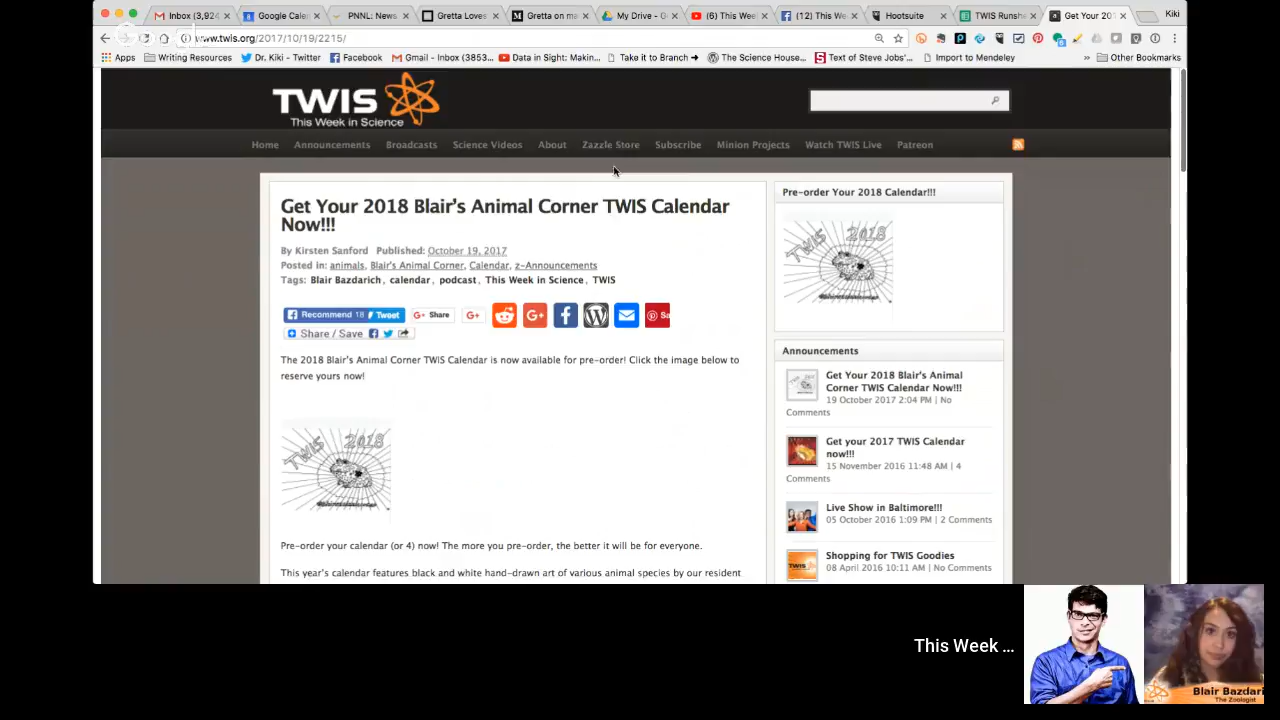 Inbox (3,924
Google Cale
PNNL: News
Gretta Loves
Gretta on ma
My Drive - G
(6) This Wee
(12) This We
Hootsuite
TWIS Runsh
Get Your 201
Kiki
www.twis.org/2017/10/19/2215/
Apps
Writing Resources
Dr. Kiki - Twitter
Facebook
Gmail - Inbox (3853...
Data in Sight: Makin...
Take it to Branch →
The Science House...
Text of Steve Jobs'...
Import to Mendeley
»
Other Bookmarks
TWIS
This Week in Science
Home
Announcements
Broadcasts
Science Videos
About
Zazzle Store
Subscribe
Minion Projects
Watch TWIS Live
Patreon
Get Your 2018 Blair's Animal Corner TWIS Calendar
Now!!!
By Kirsten Sanford Published: October 19, 2017
Posted in: animals, Blair's Animal Corner, Calendar, z-Announcements
Tags: Blair Bazdarich, calendar, podcast, This Week in Science, TWIS
Recommend 18
Tweet
G+ Share
G+
Sa
Share / Save
The 2018 Blair's Animal Corner TWIS Calendar is now available for pre-order! Click the image below to
reserve yours now!
TWIS 2018
Pre-order your calendar (or 4) now! The more you pre-order, the better it will be for everyone.
This year's calendar features black and white hand-drawn art of various animal species by our resident
Pre-order Your 2018 Calendar!!!
TWIS 2018
Announcements
Get Your 2018 Blair's Animal
Corner TWIS Calendar Now!!!
19 October 2017 2:04 PM | No
Comments
Get your 2017 TWIS Calendar
now!!!
15 November 2016 11:48 AM | 4
Comments
Live Show in Baltimore!!!
05 October 2016 1:09 PM | 2 Comments
Shopping for TWIS Goodies
08 April 2016 10:11 AM | No Comments
This Week ...
Blair Bazdari
The Zoologist